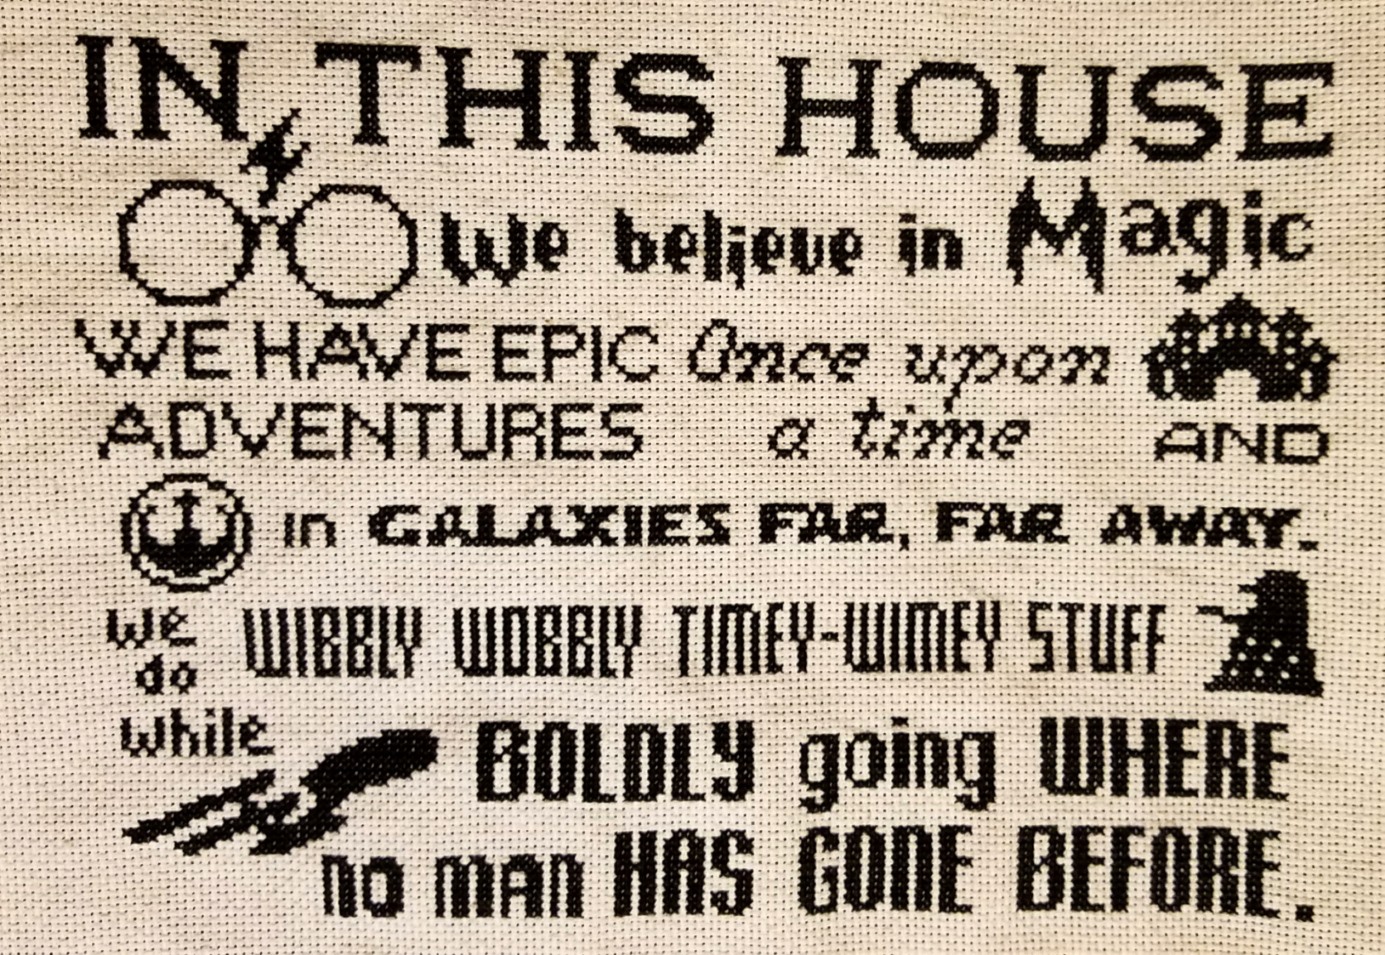 IN THIS HOUSE
We believe in Magic
WE HAVE EPIC ADVENTURES
Once upon a time
AND
in GALAXIES FAR, FAR AWAY.
we do WIBBLY WOBBLY TIMEY-WIMEY STUFF
while BOLDLY going WHERE
no man HAS GONE BEFORE.